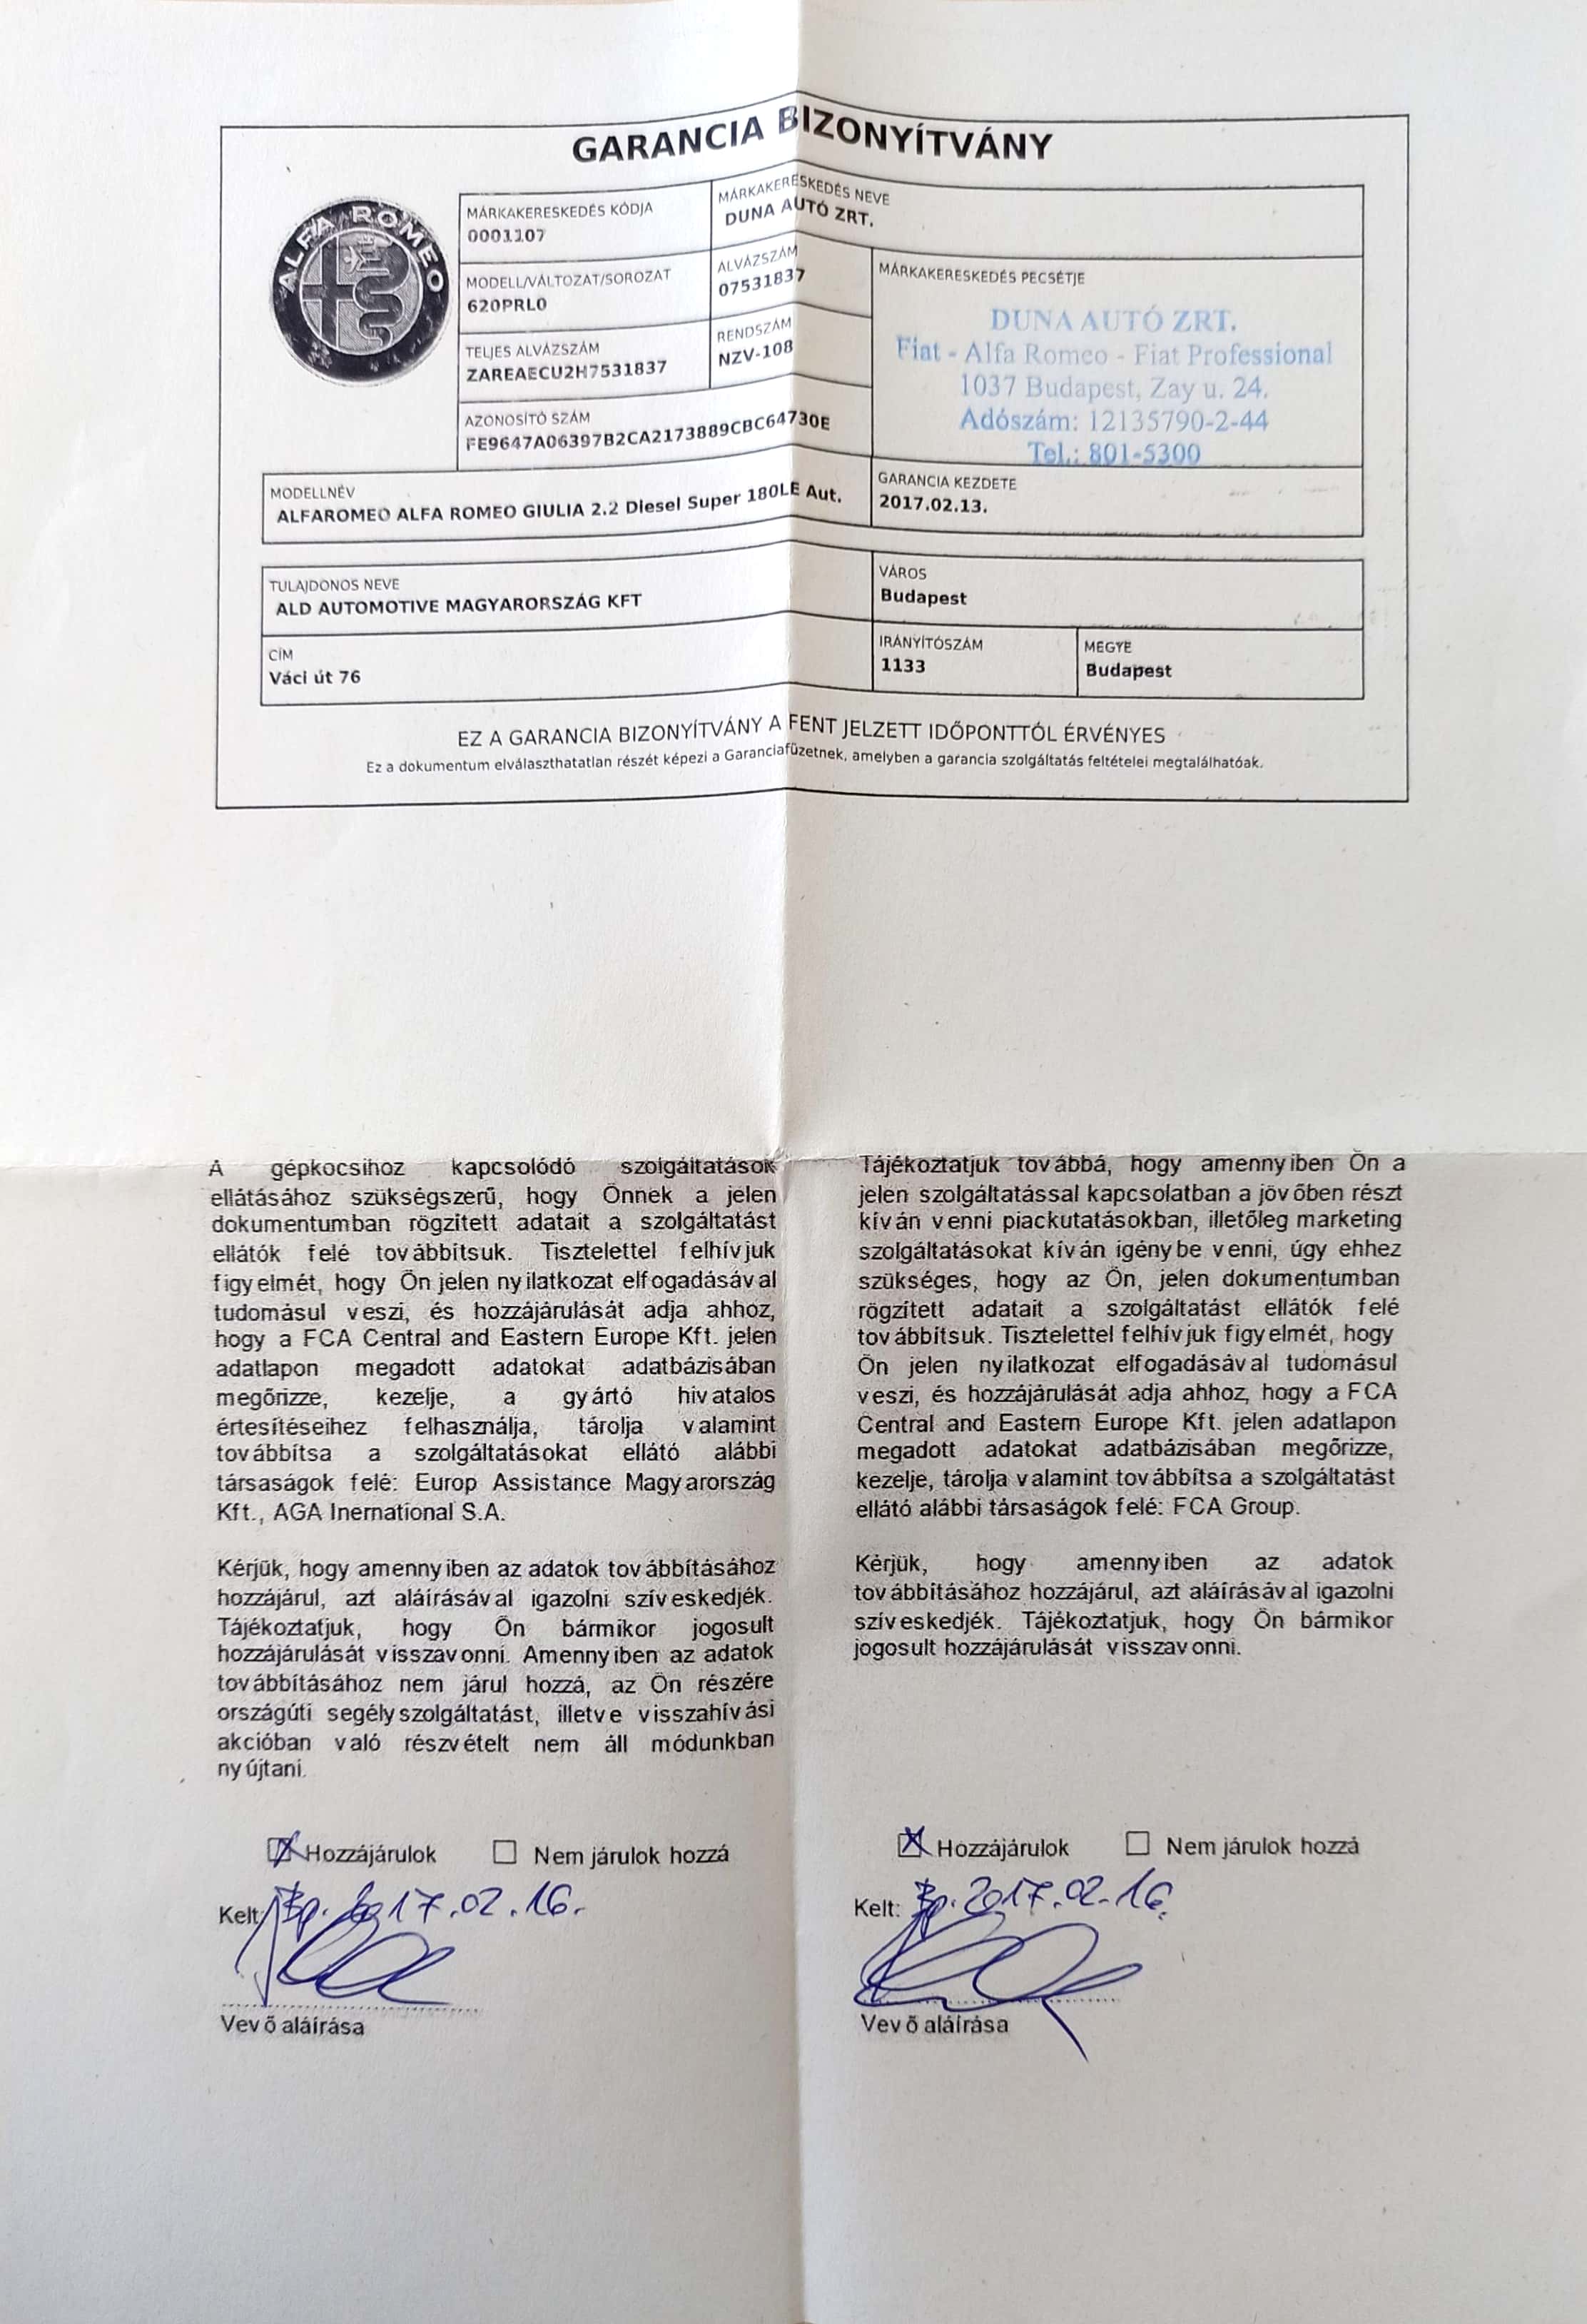 GARANCIA BIZONYÍTVÁNY
ALFA ROMEO
MÁRKAKERESKEDÉS KÓDJA
0001107
MÁRKAKERESKEDÉS NEVE
DUNA AUTÓ ZRT.
MODELL/VÁLTOZAT/SOROZAT
620PRL0
ALVÁZSZÁM
07531837
MÁRKAKERESKEDÉS PECSÉTJE
DUNA AUTÓ ZRT.
Fiat - Alfa Romeo - Fiat Professional
1037 Budapest, Zay u. 24.
Adószám: 12135790-2-44
Tel.: 801-5300
TELJES ALVÁZSZÁM
ZAREAECU2H7531837
RENDSZÁM
NZV-108
AZONOSÍTÓ SZÁM
FE9647A06397B2CA2173889CBC64730E
MODELLNÉV
ALFAROMEO ALFA ROMEO GIULIA 2.2 Diesel Super 180LE Aut.
GARANCIA KEZDETE
2017.02.13.
TULAJDONOS NEVE
ALD AUTOMOTIVE MAGYARORSZÁG KFT
VÁROS
Budapest
CÍM
Váci út 76
IRÁNYÍTÓSZÁM
1133
MEGYE
Budapest
EZ A GARANCIA BIZONYÍTVÁNY A FENT JELZETT IDŐPONTTÓL ÉRVÉNYES
Ez a dokumentum elválaszthatatlan részét képezi a Garanciafüzetnek, amelyben a garancia szolgáltatás feltételei megtalálhatóak.
A gépkocsihoz kapcsolódó szolgáltatások
ellátásához szükségszerű, hogy Önnek a jelen
dokumentumban rögzített adatait a szolgáltatást
ellátók felé továbbítsuk. Tisztelettel felhívjuk
figyelmét, hogy Ön jelen nyilatkozat elfogadásával
tudomásul veszi, és hozzájárulását adja ahhoz,
hogy a FCA Central and Eastern Europe Kft. jelen
adatlapon megadott adatokat adatbázisában
megőrizze, kezelje, a gyártó hivatalos
értesítéseihez felhasználja, tárolja valamint
továbbítsa a szolgáltatásokat ellátó alábbi
társaságok felé: Europ Assistance Magyarország
Kft., AGA Inernational S.A.
Kérjük, hogy amennyiben az adatok továbbításához
hozzájárul, azt aláírásával igazolni szíveskedjék.
Tájékoztatjuk, hogy Ön bármikor jogosult
hozzájárulását visszavonni. Amennyiben az adatok
továbbításához nem járul hozzá, az Ön részére
országúti segélyszolgáltatást, illetve visszahívási
akcióban való részvételt nem áll módunkban
nyújtani.
Hozzájárulok Nem járulok hozzá
Kelt: Bp. 2017.02.16.
Vevő aláírása
Tájékoztatjuk továbbá, hogy amennyiben Ön a
jelen szolgáltatással kapcsolatban a jövőben részt
kíván venni piackutatásokban, illetőleg marketing
szolgáltatásokat kíván igénybe venni, úgy ehhez
szükséges, hogy az Ön, jelen dokumentumban
rögzített adatait a szolgáltatást ellátók felé
továbbítsuk. Tisztelettel felhívjuk figyelmét, hogy
Ön jelen nyilatkozat elfogadásával tudomásul
veszi, és hozzájárulását adja ahhoz, hogy a FCA
Central and Eastern Europe Kft. jelen adatlapon
megadott adatokat adatbázisában megőrizze,
kezelje, tárolja valamint továbbítsa a szolgáltatást
ellátó alábbi társaságok felé: FCA Group.
Kérjük, hogy amennyiben az adatok
továbbításához hozzájárul, azt aláírásával igazolni
szíveskedjék. Tájékoztatjuk, hogy Ön bármikor
jogosult hozzájárulását visszavonni.
Hozzájárulok Nem járulok hozzá
Kelt: Bp. 2017.02.16.
Vevő aláírása